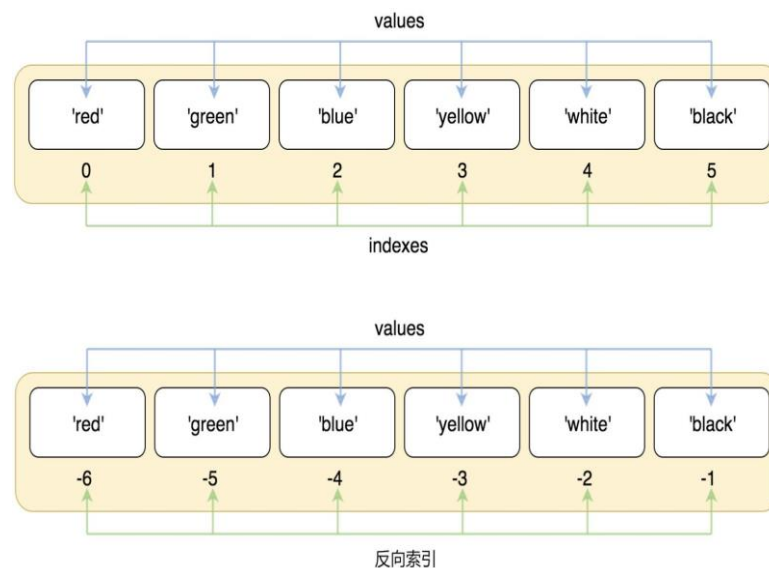 values
'red' 'green' 'blue' 'yellow' 'white' 'black'
0 1 2 3 4 5
indexes
values
'red' 'green' 'blue' 'yellow' 'white' 'black'
-6 -5 -4 -3 -2 -1
反向索引